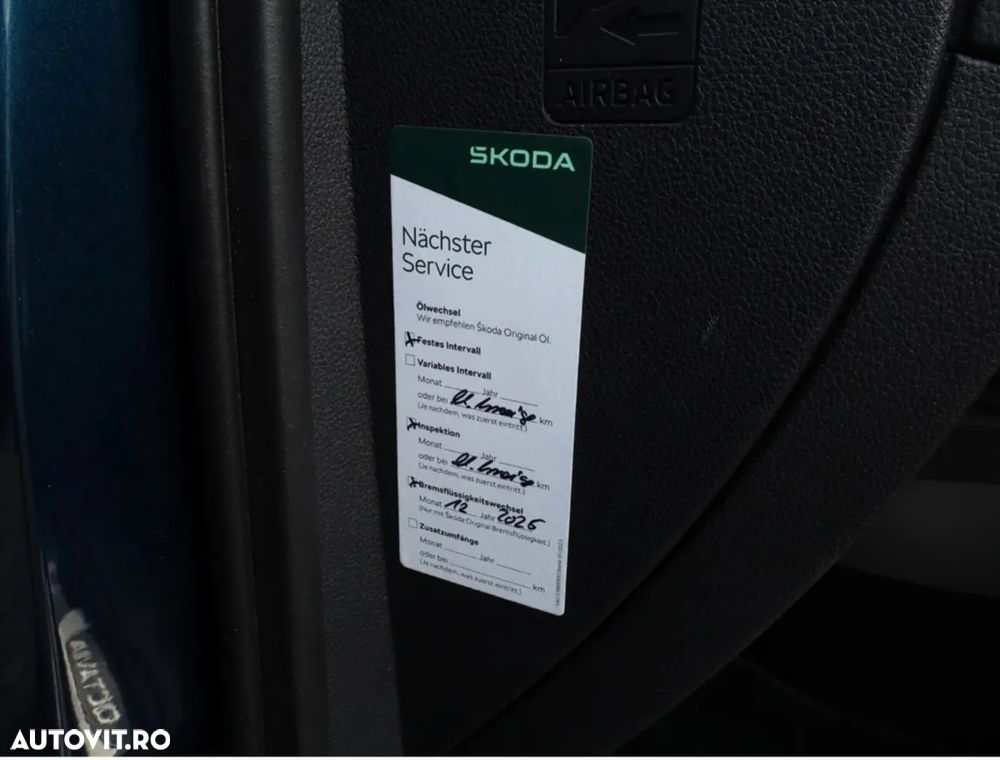 AIRBAG
ŠKODA
Nächster
Service
Ölwechsel
Wir empfehlen Škoda Original Öl.
Festes Intervall
Variables Intervall
Monat Jahr
oder bei km
(Je nachdem, was zuerst eintritt.)
Inspektion
Monat Jahr
oder bei km
(Je nachdem, was zuerst eintritt.)
Bremsflüssigkeitswechsel
Monat 12 Jahr 2025
(Nur mit Škoda Original Bremsflüssigkeit.)
Zusatzumfänge
Monat Jahr
oder bei km
(Je nachdem, was zuerst eintritt.)
OCTAVIA
AUTOVIT.RO